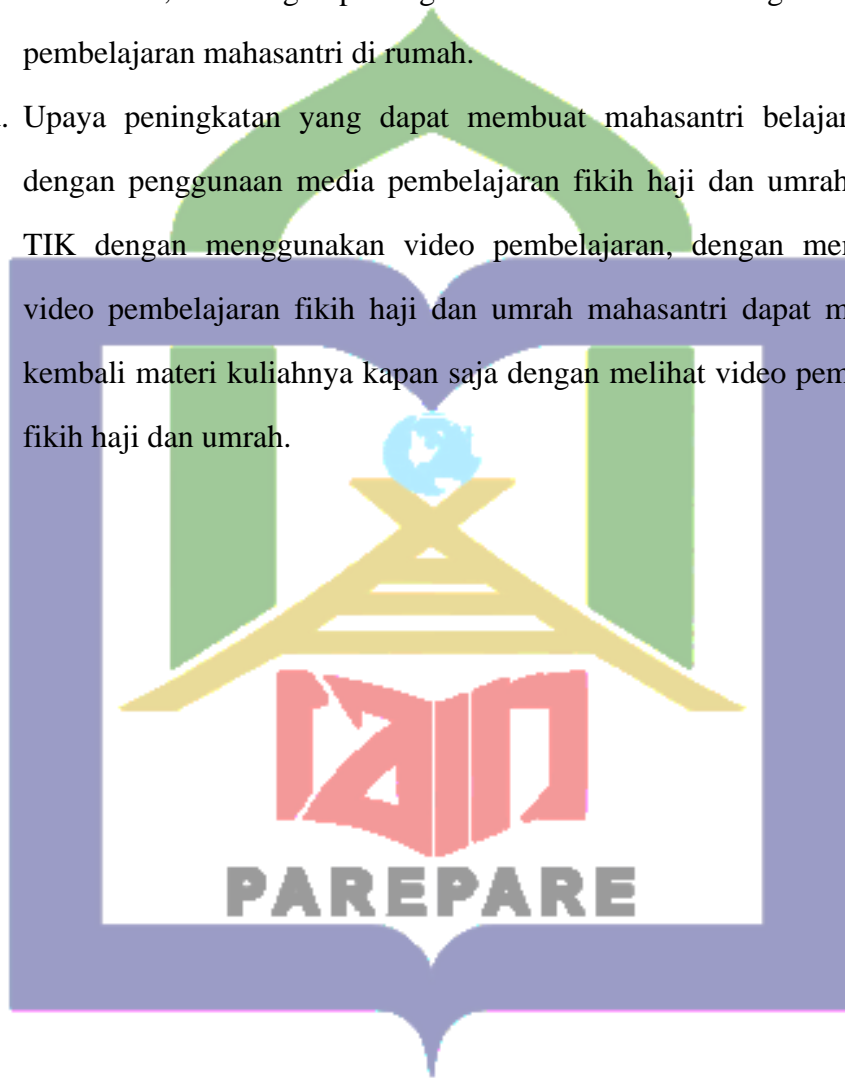 pembelajaran mahasantri di rumah.
Upaya peningkatan yang dapat membuat mahasantri belajar
dengan penggunaan media pembelajaran fikih haji dan umrah
TIK dengan menggunakan video pembelajaran, dengan
video pembelajaran fikih haji dan umrah mahasantri dapat
kembali materi kuliahnya kapan saja dengan melihat video
fikih haji dan umrah.
iain
PAREPARE